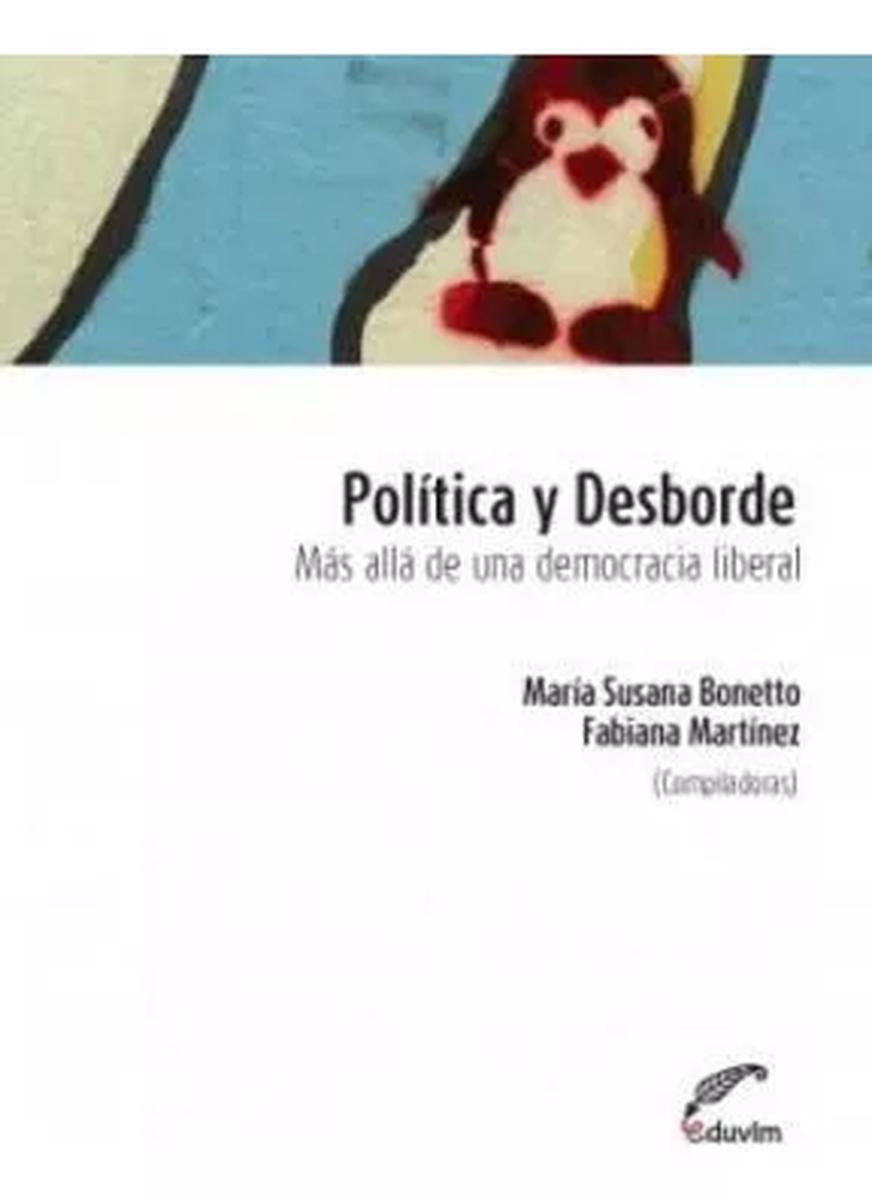 Política y Desborde
Más allá de una democracia liberal
María Susana Bonetto
Fabiana Martínez
(Compiladoras)
eduvim